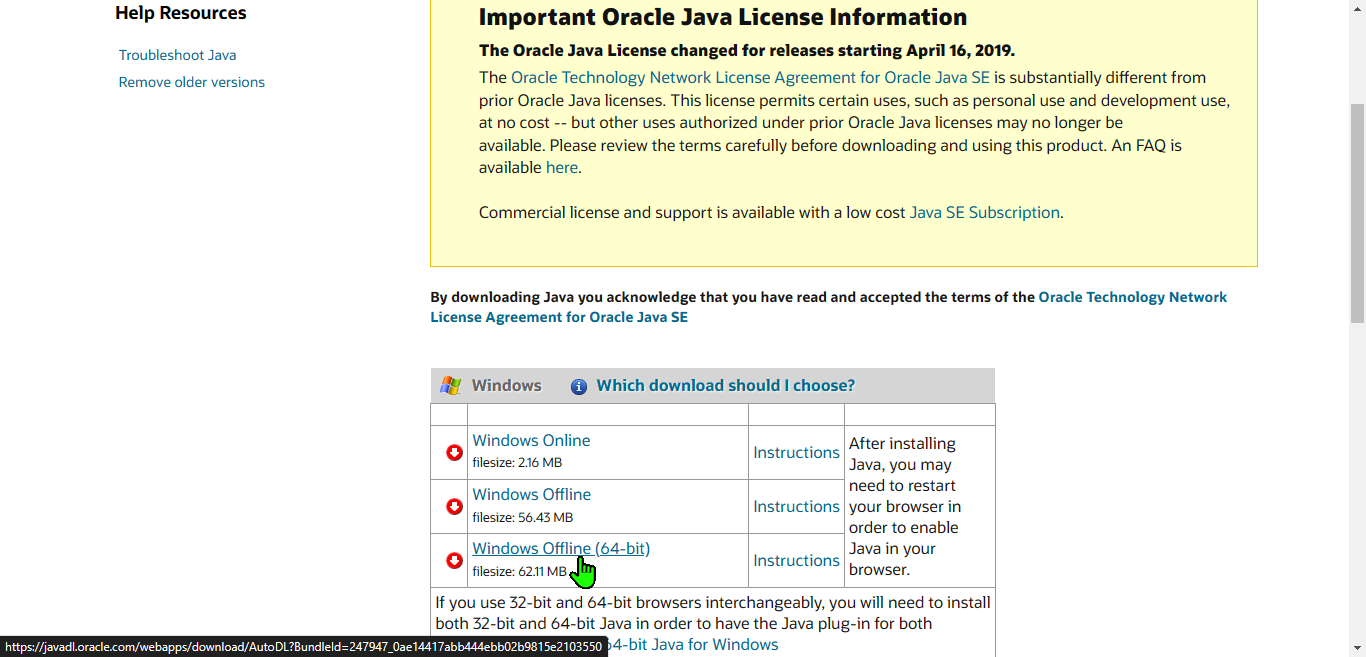 Help Resources
Troubleshoot Java
Remove older versions
Important Oracle Java License Information
The Oracle Java License changed for releases starting April 16, 2019.
The Oracle Technology Network License Agreement for Oracle Java SE is substantially different from
prior Oracle Java licenses. This license permits certain uses, such as personal use and development use,
at no cost -- but other uses authorized under prior Oracle Java licenses may no longer be
available. Please review the terms carefully before downloading and using this product. An FAQ is
available here.
Commercial license and support is available with a low cost Java SE Subscription.
By downloading Java you acknowledge that you have read and accepted the terms of the Oracle Technology Network
License Agreement for Oracle Java SE
Windows Which download should I choose?
Windows Online
filesize: 2.16 MB
Instructions
Windows Offline
filesize: 56.43 MB
Instructions
Windows Offline (64-bit)
filesize: 62.11 MB
Instructions
After installing
Java, you may
need to restart
your browser in
order to enable
Java in your
browser.
If you use 32-bit and 64-bit browsers interchangeably, you will need to install
both 32-bit and 64-bit Java in order to have the Java plug-in for both
64-bit Java for Windows
https://javadl.oracle.com/webapps/download/AutoDL?BundleId=247947_0ae14417abb444ebb02b9815e2103550